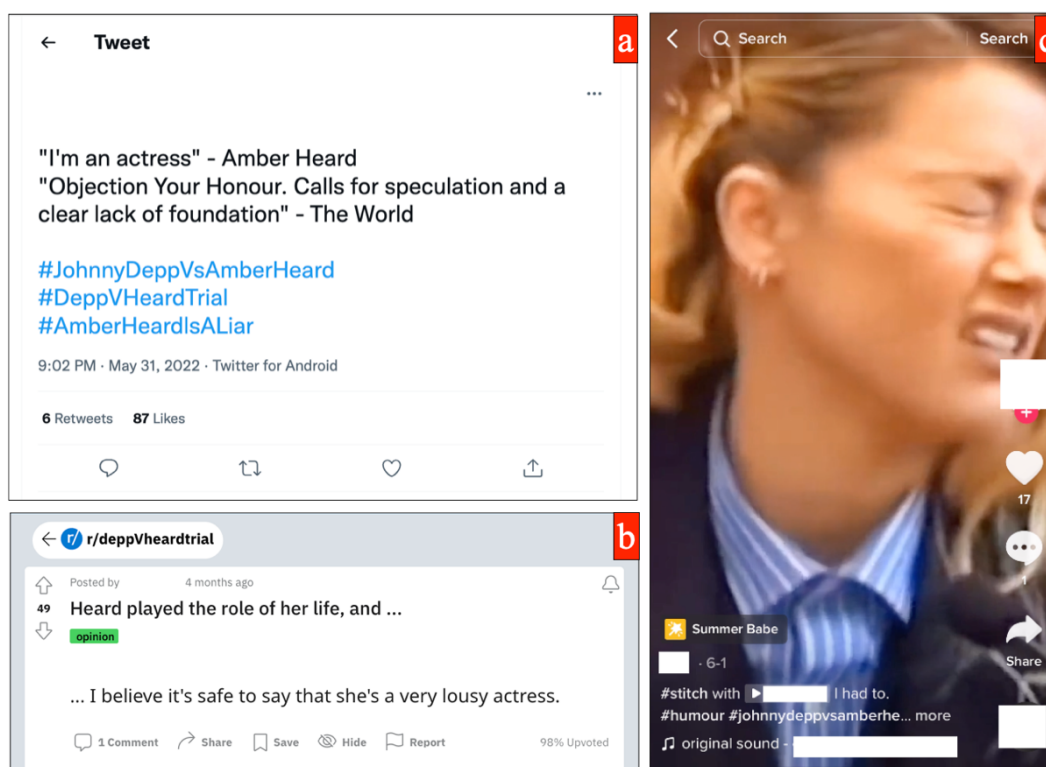 ← Tweet
a
"I'm an actress" - Amber Heard
"Objection Your Honour. Calls for speculation and a
clear lack of foundation" - The World
#JohnnyDeppVsAmberHeard
#DeppVHeardTrial
#AmberHeardIsALiar
9:02 PM · May 31, 2022 · Twitter for Android
6 Retweets 87 Likes
r/ r/deppVheardtrial
b
Posted by 4 months ago
49
Heard played the role of her life, and ...
opinion
... I believe it's safe to say that she's a very lousy actress.
1 Comment Share Save Hide Report 98% Upvoted
Search Search
17
1
Share
Summer Babe
· 6-1
#stitch with I had to.
#humour #johnnydeppvsamberhe... more
original sound -